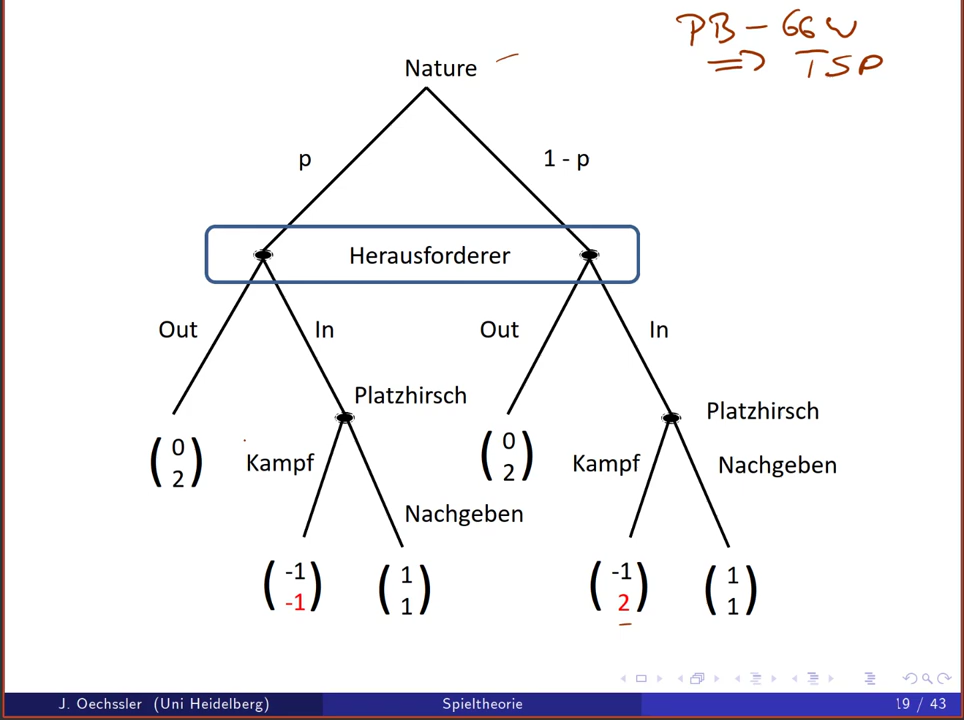 PB - GGW
=> TSP
Nature
p
1 - p
Herausforderer
Out
In
Out
In
Platzhirsch
Platzhirsch
0
2
Kampf
Nachgeben
0
2
Kampf
Nachgeben
-1
-1
1
1
-1
2
1
1
J. Oechssler (Uni Heidelberg)
Spieltheorie
19 / 43